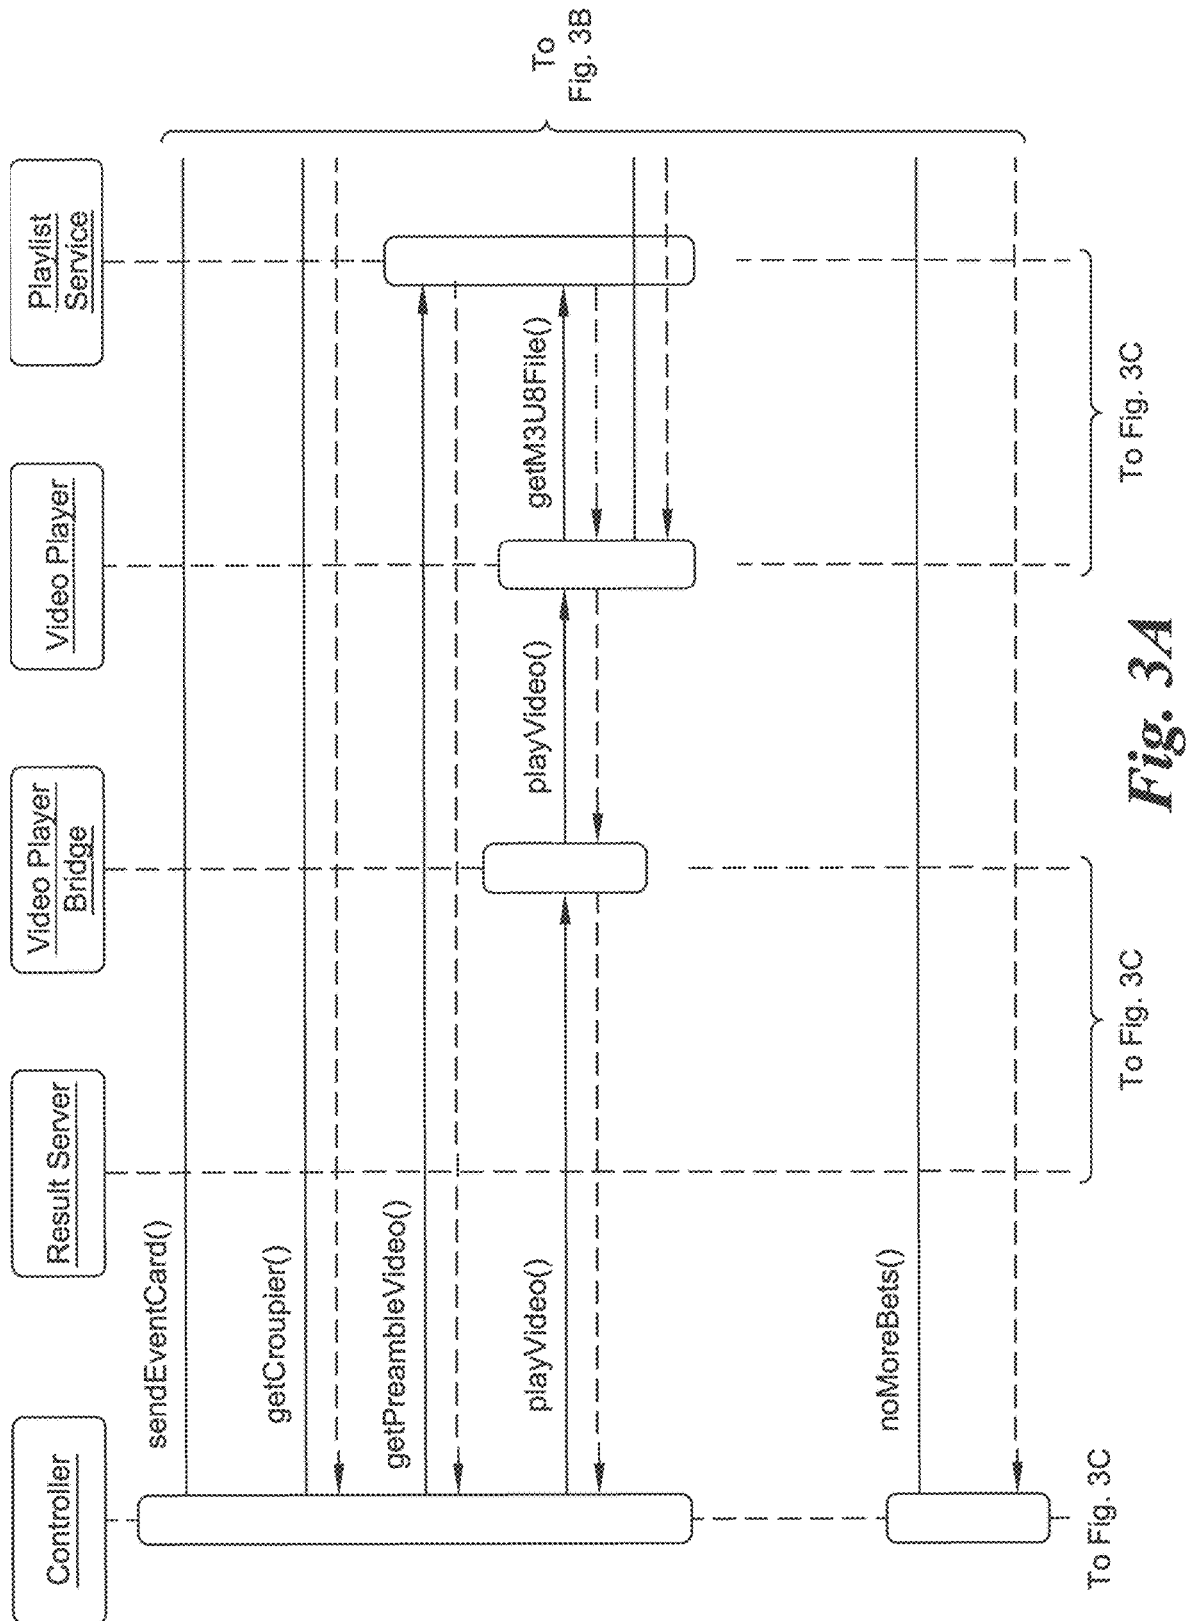 Controller
Result Server
Video Player
Bridge
Video Player
Playlist
Service
sendEventCard()
getCroupier()
getPreambleVideo()
playVideo()
playVideo()
getM3U8File()
noMoreBets()
To
Fig. 3B
To Fig. 3C
To Fig. 3C
To Fig. 3C
Fig. 3A